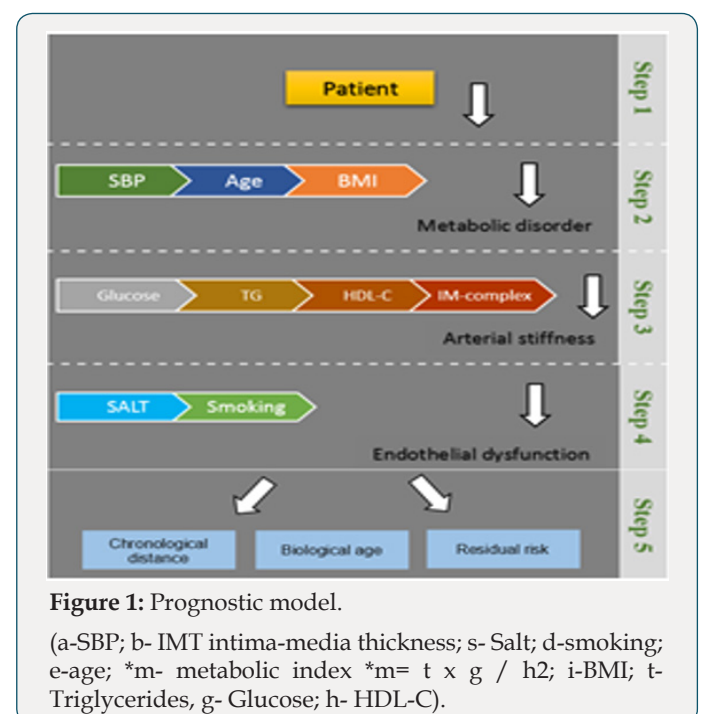 Patient
Step 1
SBP Age BMI
Metabolic disorder
Step 2
Glucose TG HDL-C IM-complex
Arterial stiffness
Step 3
SALT Smoking
Endothelial dysfunction
Step 4
Chronological
distance
Biological age
Residual risk
Step 5
Figure 1: Prognostic model.
(a-SBP; b- IMT intima-media thickness; s- Salt; d-smoking;
e-age; *m- metabolic index *m= t x g / h2; i-BMI; t-
Triglycerides, g- Glucose; h- HDL-C).